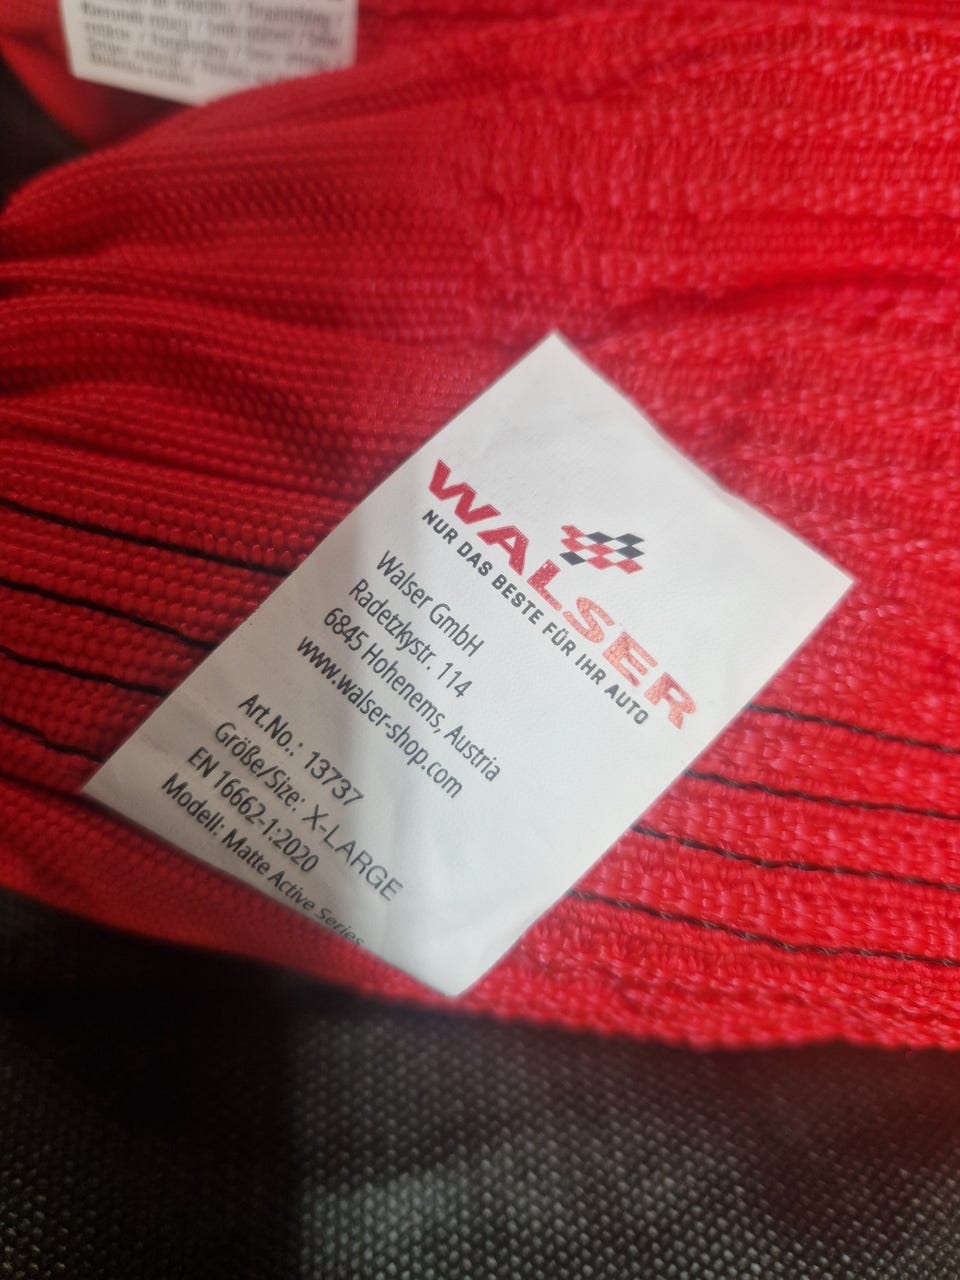 Rotation
WALSER
NUR DAS BESTE FÜR IHR AUTO
Walser GmbH
Radetzkystr. 114
6845 Hohenems, Austria
www.walser-shop.com
Art.No.: 13737
Größe/Size: X-LARGE
EN 16662-1:2020
Modell: Matte Active Series